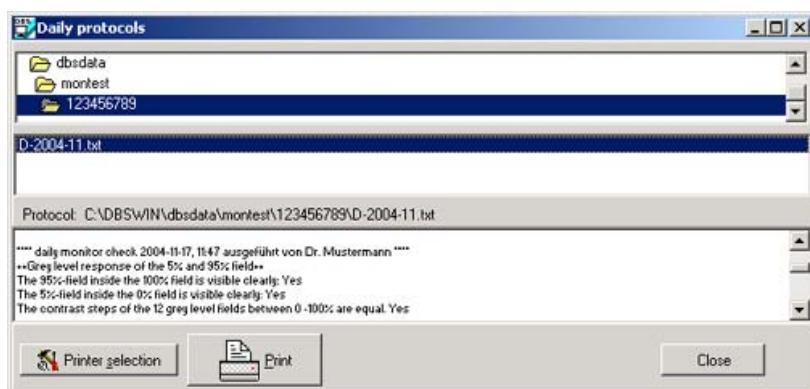 DBS
Daily protocols
dbsdata
montest
123456789
D-2004-11.txt
Protocol: C:\DBSWIN\dbsdata\montest\123456789\D-2004-11.txt
**** daily monitor check 2004-11-17, 11:47 ausgeführt von Dr. Mustermann ****
++Grey level response of the 5% and 95% field++
The 95%-field inside the 100% field is visible clearly: Yes
The 5%-field inside the 0% field is visible clearly: Yes
The contrast steps of the 12 grey level fields between 0 -100% are equal. Yes
Printer selection
Print
Close